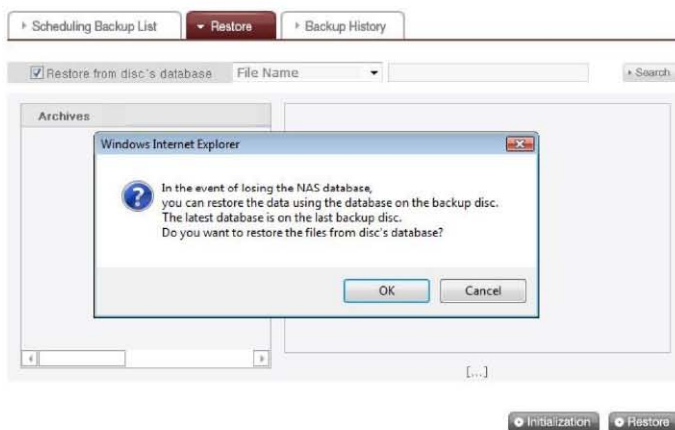 Scheduling Backup List
Restore
Backup History
Restore from disc's database
File Name
Search
Archives
Windows Internet Explorer
In the event of losing the NAS database,
you can restore the data using the database on the backup disc.
The latest database is on the last backup disc.
Do you want to restore the files from disc's database?
OK
Cancel
[...]
Initialization
Restore